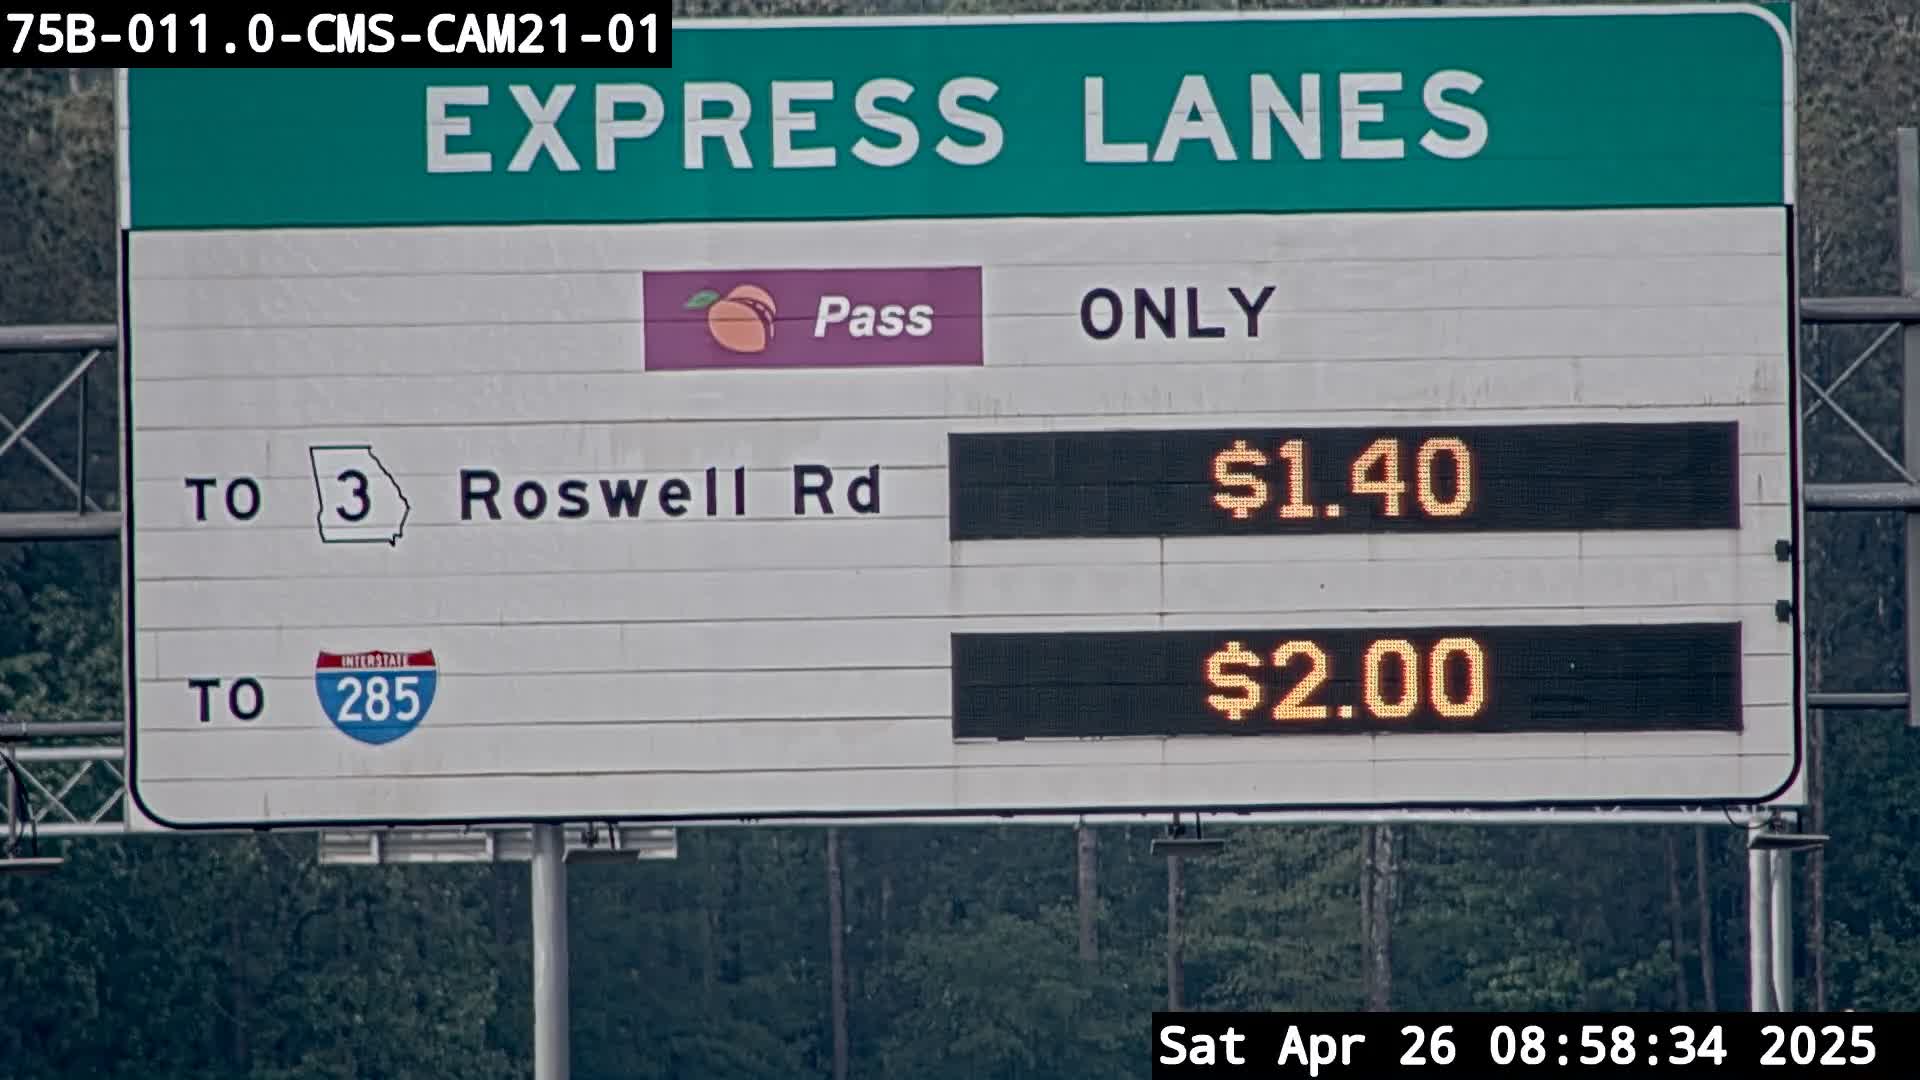 75B-011.0-CMS-CAM21-01
EXPRESS LANES
Pass ONLY
TO 3 Roswell Rd $1.40
INTERSTATE
TO 285 $2.00
Sat Apr 26 08:58:34 2025